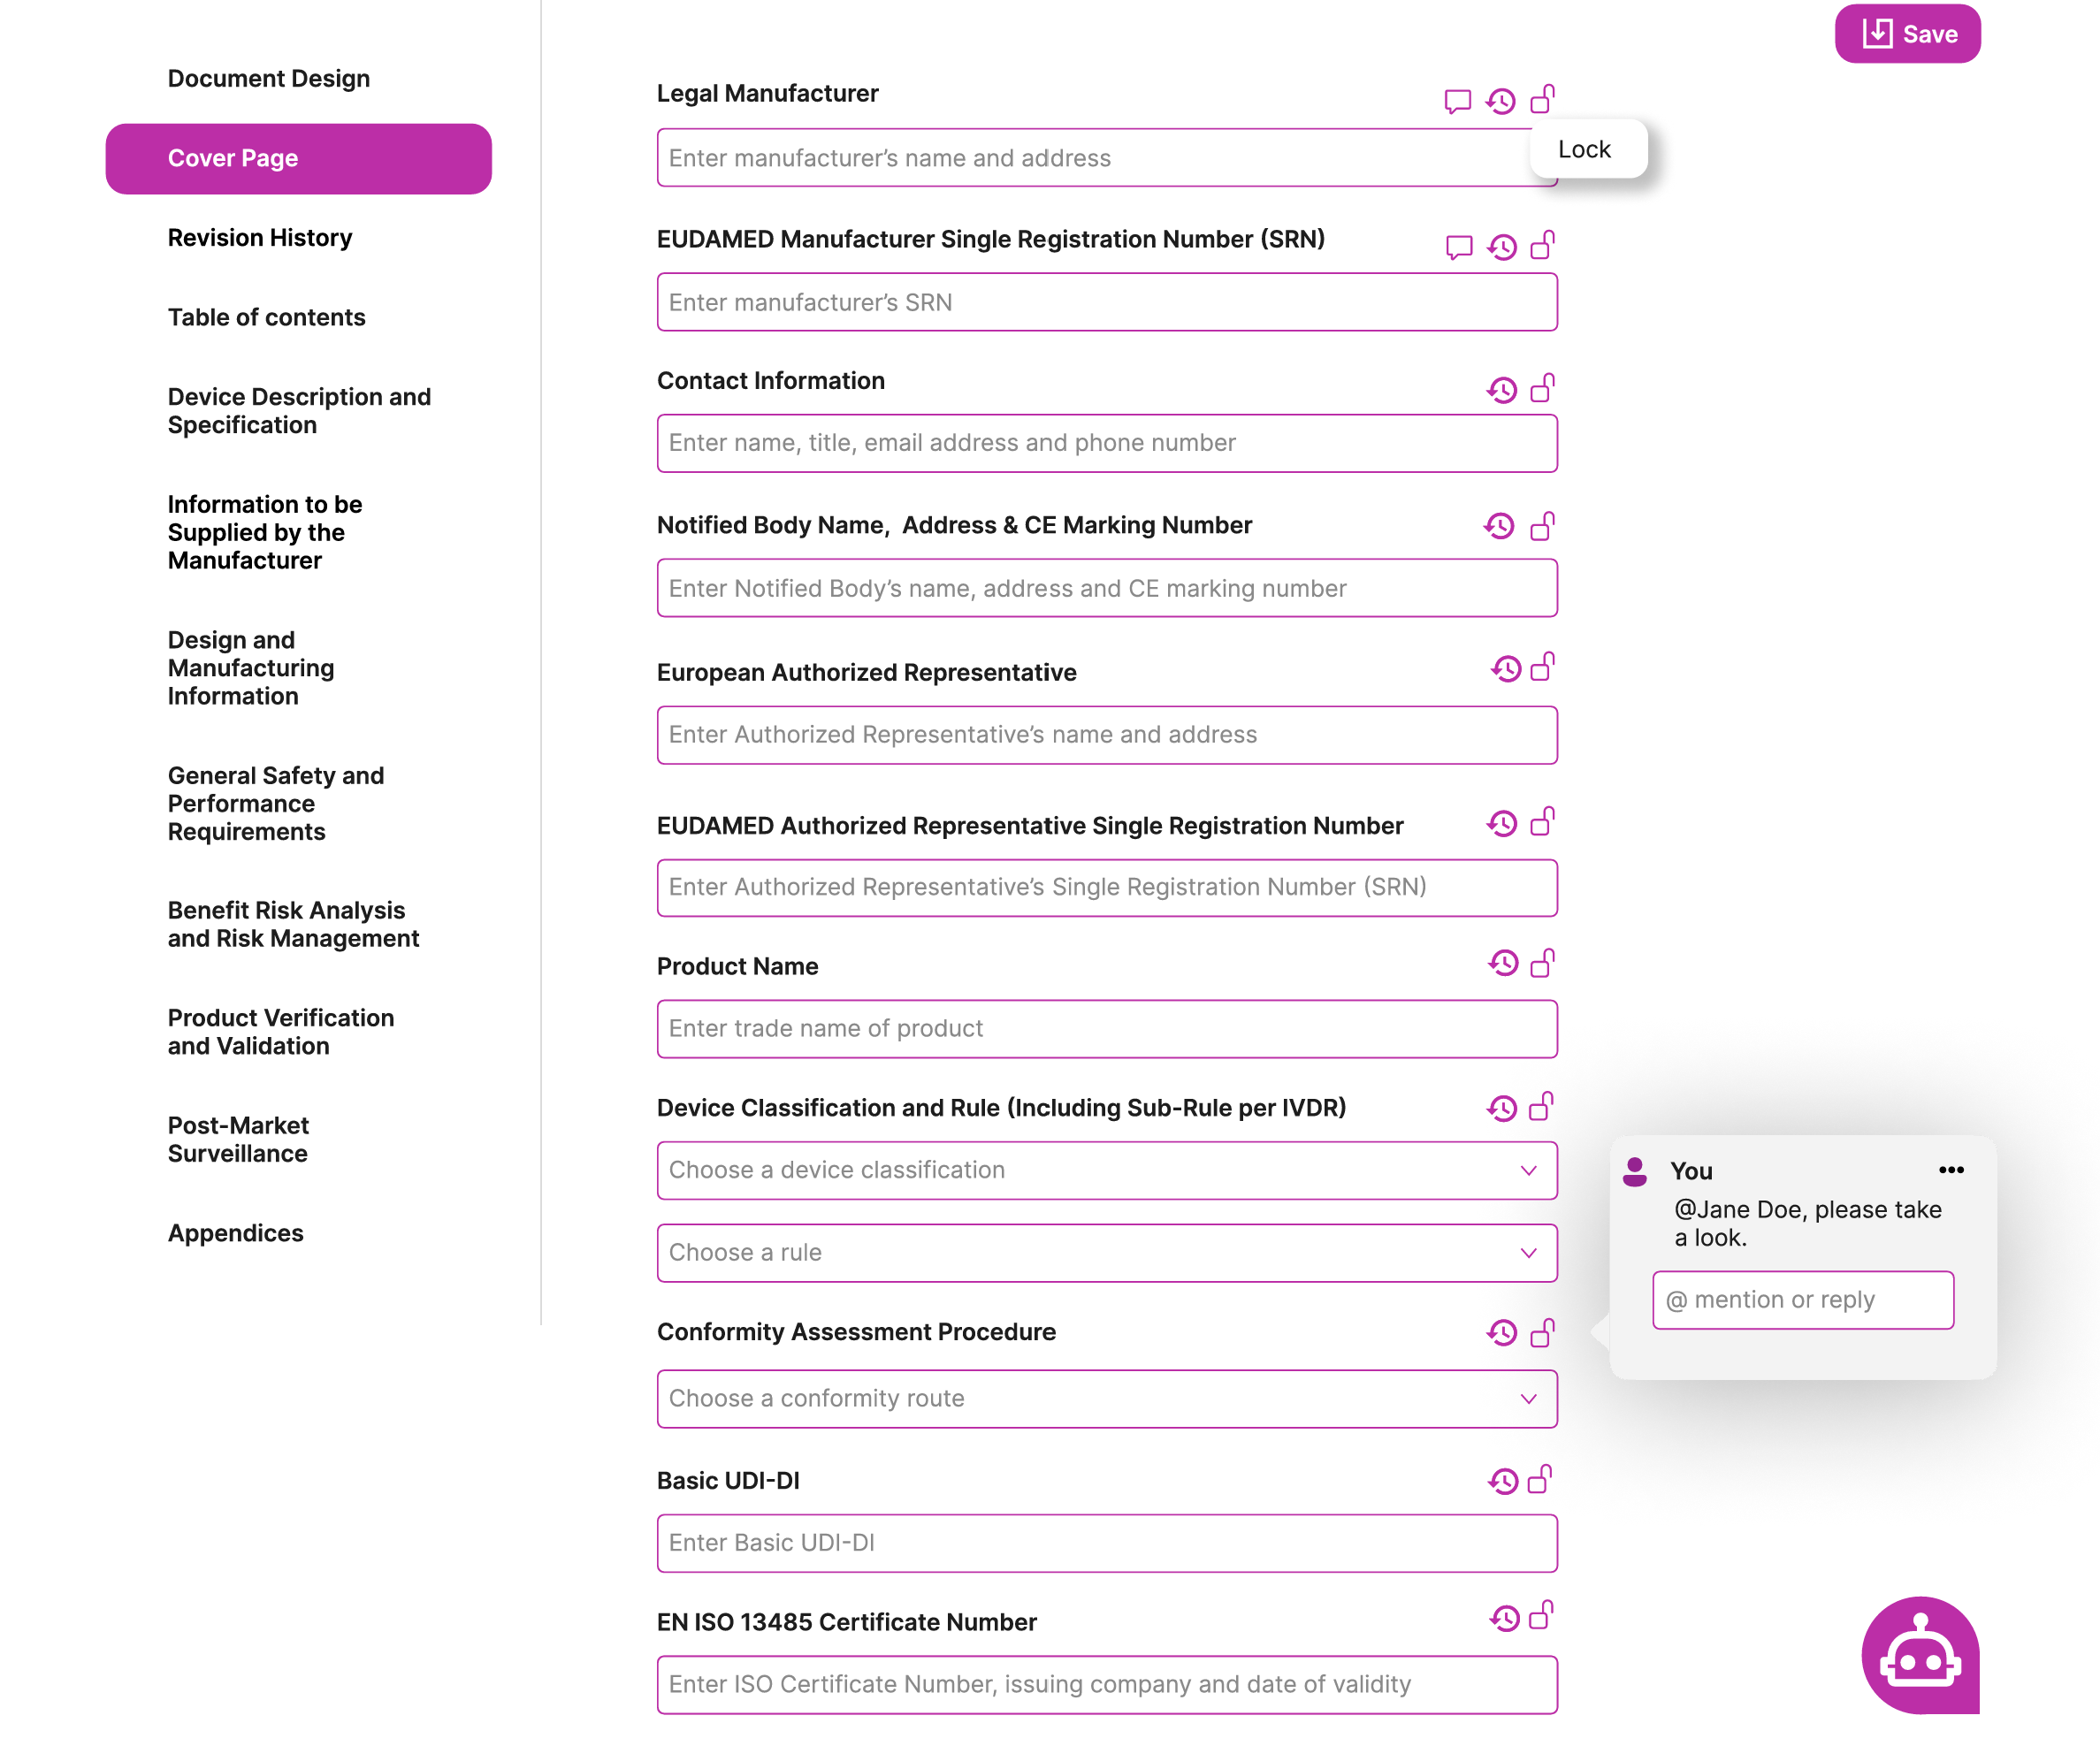 Save
Document Design
Cover Page
Revision History
Table of contents
Device Description and
Specification
Information to be
Supplied by the
Manufacturer
Design and
Manufacturing
Information
General Safety and
Performance
Requirements
Benefit Risk Analysis
and Risk Management
Product Verification
and Validation
Post-Market
Surveillance
Appendices
Legal Manufacturer
Enter manufacturer’s name and address
Lock
EUDAMED Manufacturer Single Registration Number (SRN)
Enter manufacturer’s SRN
Contact Information
Enter name, title, email address and phone number
Notified Body Name,  Address & CE Marking Number
Enter Notified Body’s name, address and CE marking number
European Authorized Representative
Enter Authorized Representative’s name and address
EUDAMED Authorized Representative Single Registration Number
Enter Authorized Representative’s Single Registration Number (SRN)
Product Name
Enter trade name of product
Device Classification and Rule (Including Sub-Rule per IVDR)
Choose a device classification
Choose a rule
Conformity Assessment Procedure
Choose a conformity route
Basic UDI-DI
Enter Basic UDI-DI
EN ISO 13485 Certificate Number
Enter ISO Certificate Number, issuing company and date of validity
You
@Jane Doe, please take
a look.
@ mention or reply